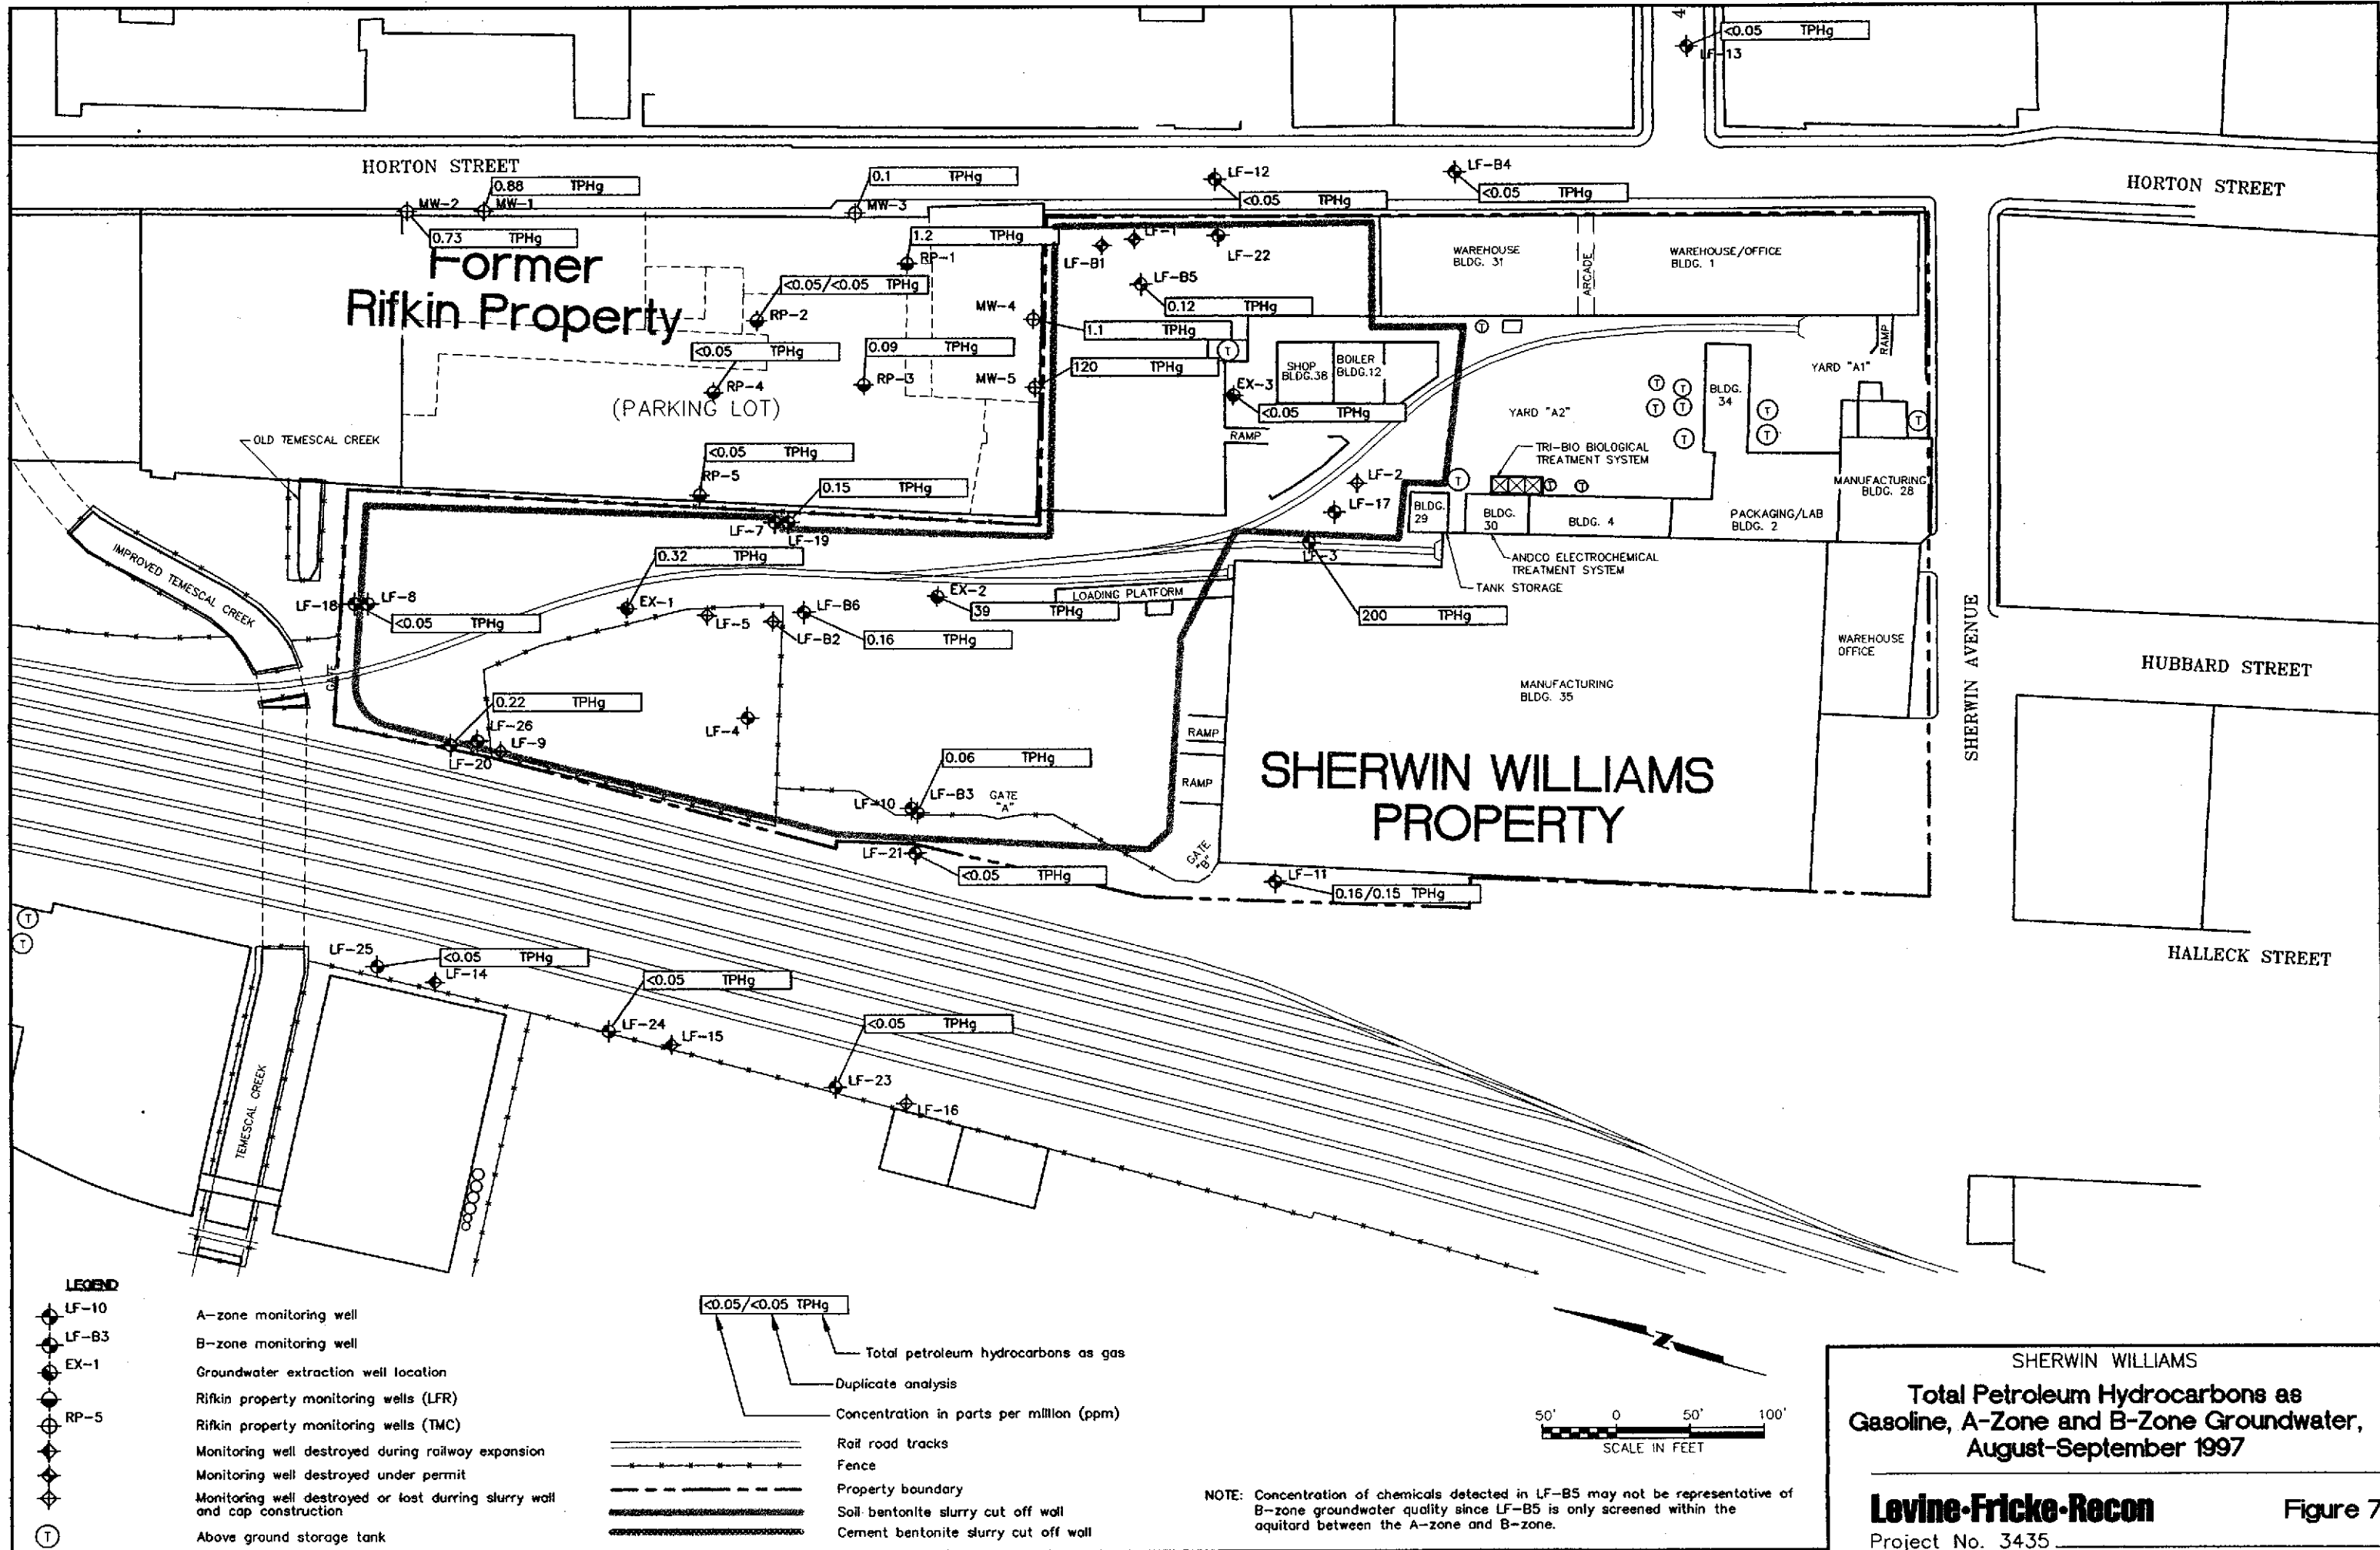 4
<0.05 TPHg
LF-13
HORTON STREET
HORTON STREET
0.88 TPHg
MW-2
MW-1
0.73 TPHg
0.1 TPHg
MW-3
LF-12
<0.05 TPHg
LF-B4
<0.05 TPHg
Former
Rifkin Property
1.2 TPHg
RP-1
<0.05/<0.05 TPHg
RP-2
<0.05 TPHg
RP-4
0.09 TPHg
RP-3
(PARKING LOT)
MW-4
1.1 TPHg
MW-5
120 TPHg
LF-B1
LF-1
LF-22
LF-B5
0.12 TPHg
WAREHOUSE
BLDG. 31
ARCADE
WAREHOUSE/OFFICE
BLDG. 1
T
T
SHOP
BLDG.38
BOILER
BLDG.12
EX-3
<0.05 TPHg
RAMP
YARD "A1"
RAMP
YARD "A2"
T
T
T
T
T
BLDG.
34
T
T
T
TRI-BIO BIOLOGICAL
TREATMENT SYSTEM
T
T
T
MANUFACTURING
BLDG. 28
OLD TEMESCAL CREEK
<0.05 TPHg
RP-5
0.15 TPHg
LF-7
LF-19
LF-2
LF-17
BLDG.
29
BLDG.
30
BLDG. 4
PACKAGING/LAB
BLDG. 2
IMPROVED TEMESCAL CREEK
0.32 TPHg
LF-3
ANDCO ELECTROCHEMICAL
TREATMENT SYSTEM
TANK STORAGE
LF-18
LF-8
<0.05 TPHg
EX-1
LF-5
LF-B6
LF-B2
0.16 TPHg
EX-2
39 TPHg
LOADING PLATFORM
200 TPHg
WAREHOUSE
OFFICE
SHERWIN AVENUE
HUBBARD STREET
GATE
0.22 TPHg
LF-26
LF-9
LF-20
LF-4
MANUFACTURING
BLDG. 35
RAMP
RAMP
0.06 TPHg
LF-10
LF-B3
GATE
"A"
SHERWIN WILLIAMS
PROPERTY
GATE
"B"
LF-21
<0.05 TPHg
LF-11
0.16/0.15 TPHg
HALLECK STREET
T
T
LF-25
<0.05 TPHg
LF-14
<0.05 TPHg
LF-24
LF-15
<0.05 TPHg
LF-23
LF-16
TEMESCAL CREEK
LEGEND
LF-10 A-zone monitoring well
LF-B3 B-zone monitoring well
EX-1 Groundwater extraction well location
Rifkin property monitoring wells (LFR)
RP-5 Rifkin property monitoring wells (TMC)
Monitoring well destroyed during railway expansion
Monitoring well destroyed under permit
Monitoring well destroyed or lost durring slurry wall
and cap construction
T Above ground storage tank
<0.05/<0.05 TPHg
Total petroleum hydrocarbons as gas
Duplicate analysis
Concentration in parts per million (ppm)
Rail road tracks
Fence
Property boundary
Soil bentonite slurry cut off wall
Cement bentonite slurry cut off wall
Z
50' 0 50' 100'
SCALE IN FEET
NOTE: Concentration of chemicals detected in LF-B5 may not be representative of
B-zone groundwater quality since LF-B5 is only screened within the
aquitard between the A-zone and B-zone.
SHERWIN WILLIAMS
Total Petroleum Hydrocarbons as
Gasoline, A-Zone and B-Zone Groundwater,
August-September 1997
Levine•Fricke•Recon
Figure 7
Project No. 3435